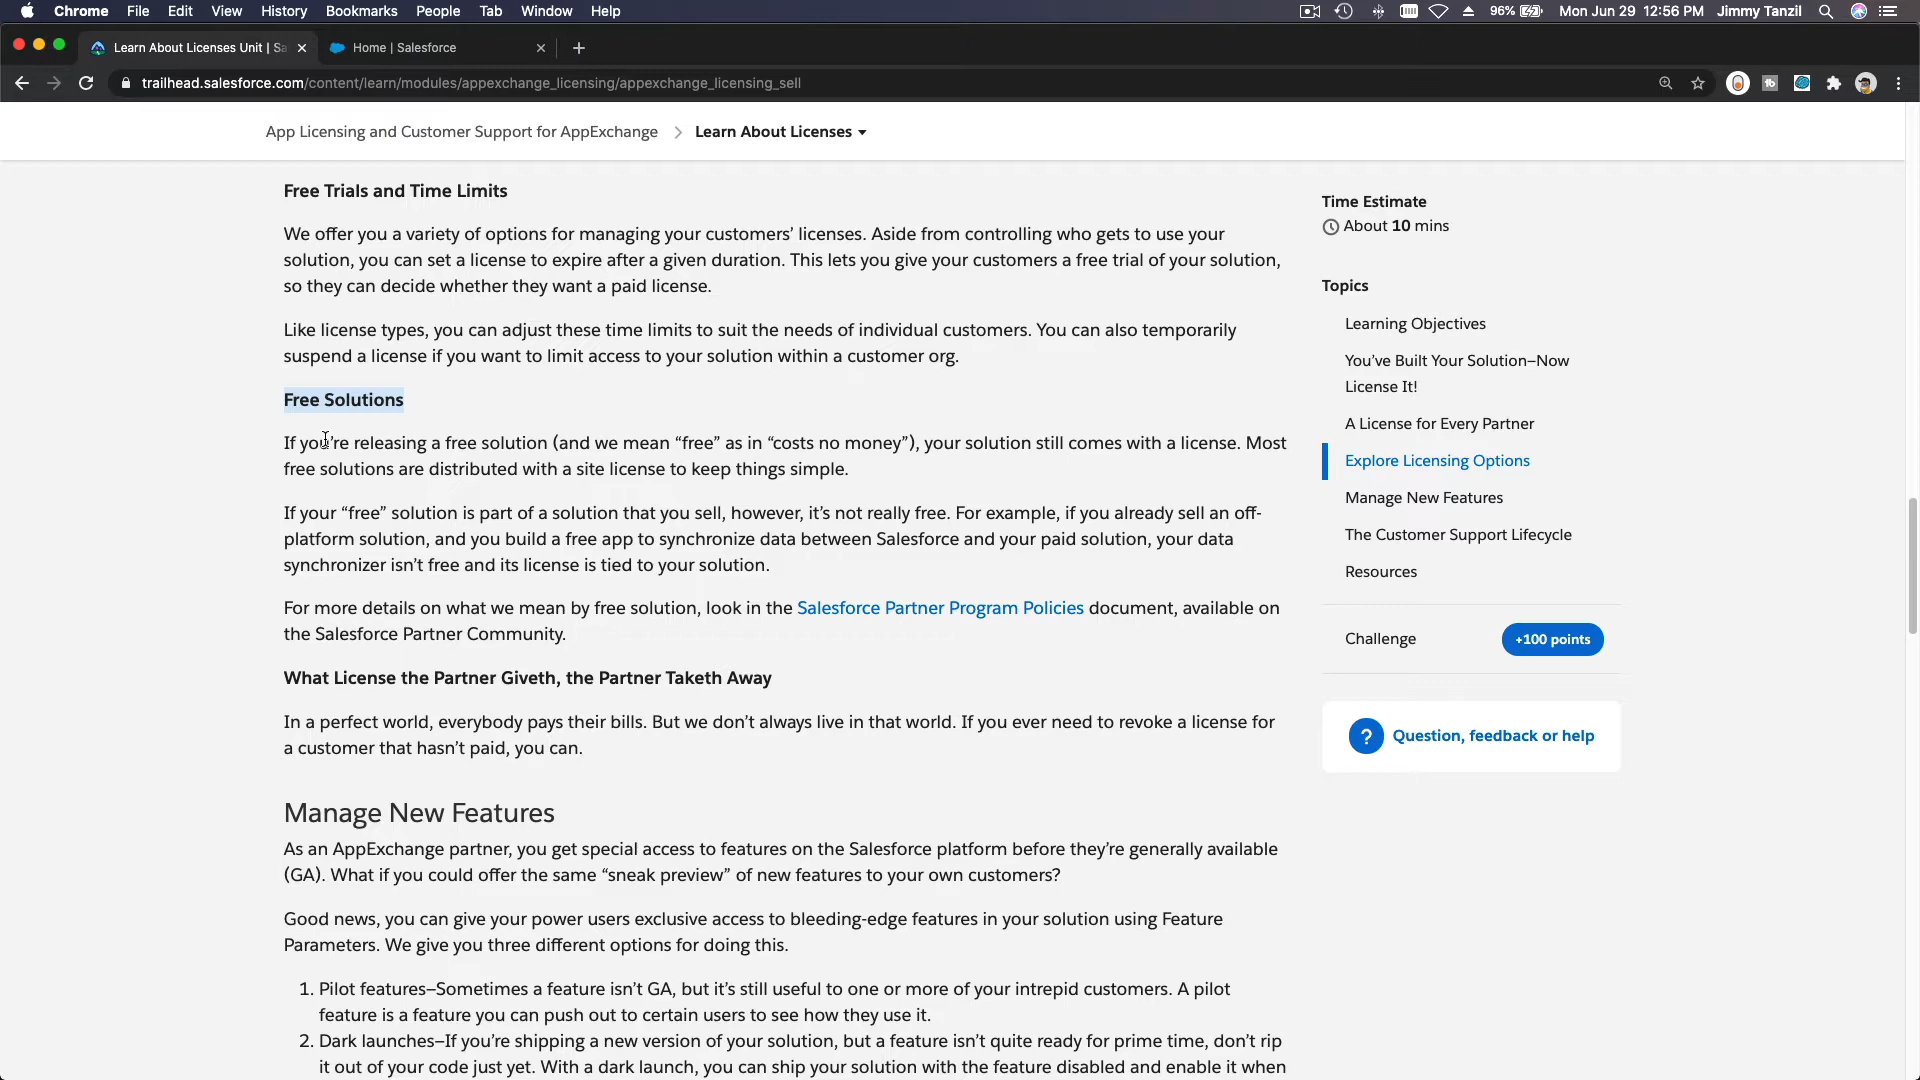 Chrome File Edit View History Bookmarks People Tab Window Help 96% Mon Jun 29 12:56 PM Jimmy Tanzil
Learn About Licenses Unit | Sa Home | Salesforce
trailhead.salesforce.com/content/learn/modules/appexchange_licensing/appexchange_licensing_sell
App Licensing and Customer Support for AppExchange > Learn About Licenses
Free Trials and Time Limits
We offer you a variety of options for managing your customers’ licenses. Aside from controlling who gets to use your
solution, you can set a license to expire after a given duration. This lets you give your customers a free trial of your solution,
so they can decide whether they want a paid license.
Like license types, you can adjust these time limits to suit the needs of individual customers. You can also temporarily
suspend a license if you want to limit access to your solution within a customer org.
Free Solutions
If you’re releasing a free solution (and we mean “free” as in “costs no money”), your solution still comes with a license. Most
free solutions are distributed with a site license to keep things simple.
If your “free” solution is part of a solution that you sell, however, it’s not really free. For example, if you already sell an off-
platform solution, and you build a free app to synchronize data between Salesforce and your paid solution, your data
synchronizer isn’t free and its license is tied to your solution.
For more details on what we mean by free solution, look in the Salesforce Partner Program Policies document, available on
the Salesforce Partner Community.
What License the Partner Giveth, the Partner Taketh Away
In a perfect world, everybody pays their bills. But we don’t always live in that world. If you ever need to revoke a license for
a customer that hasn’t paid, you can.
Manage New Features
As an AppExchange partner, you get special access to features on the Salesforce platform before they’re generally available
(GA). What if you could offer the same “sneak preview” of new features to your own customers?
Good news, you can give your power users exclusive access to bleeding-edge features in your solution using Feature
Parameters. We give you three different options for doing this.
1. Pilot features—Sometimes a feature isn’t GA, but it’s still useful to one or more of your intrepid customers. A pilot
feature is a feature you can push out to certain users to see how they use it.
2. Dark launches—If you’re shipping a new version of your solution, but a feature isn’t quite ready for prime time, don’t rip
it out of your code just yet. With a dark launch, you can ship your solution with the feature disabled and enable it when
Time Estimate
About 10 mins
Topics
Learning Objectives
You’ve Built Your Solution—Now
License It!
A License for Every Partner
Explore Licensing Options
Manage New Features
The Customer Support Lifecycle
Resources
Challenge +100 points
? Question, feedback or help